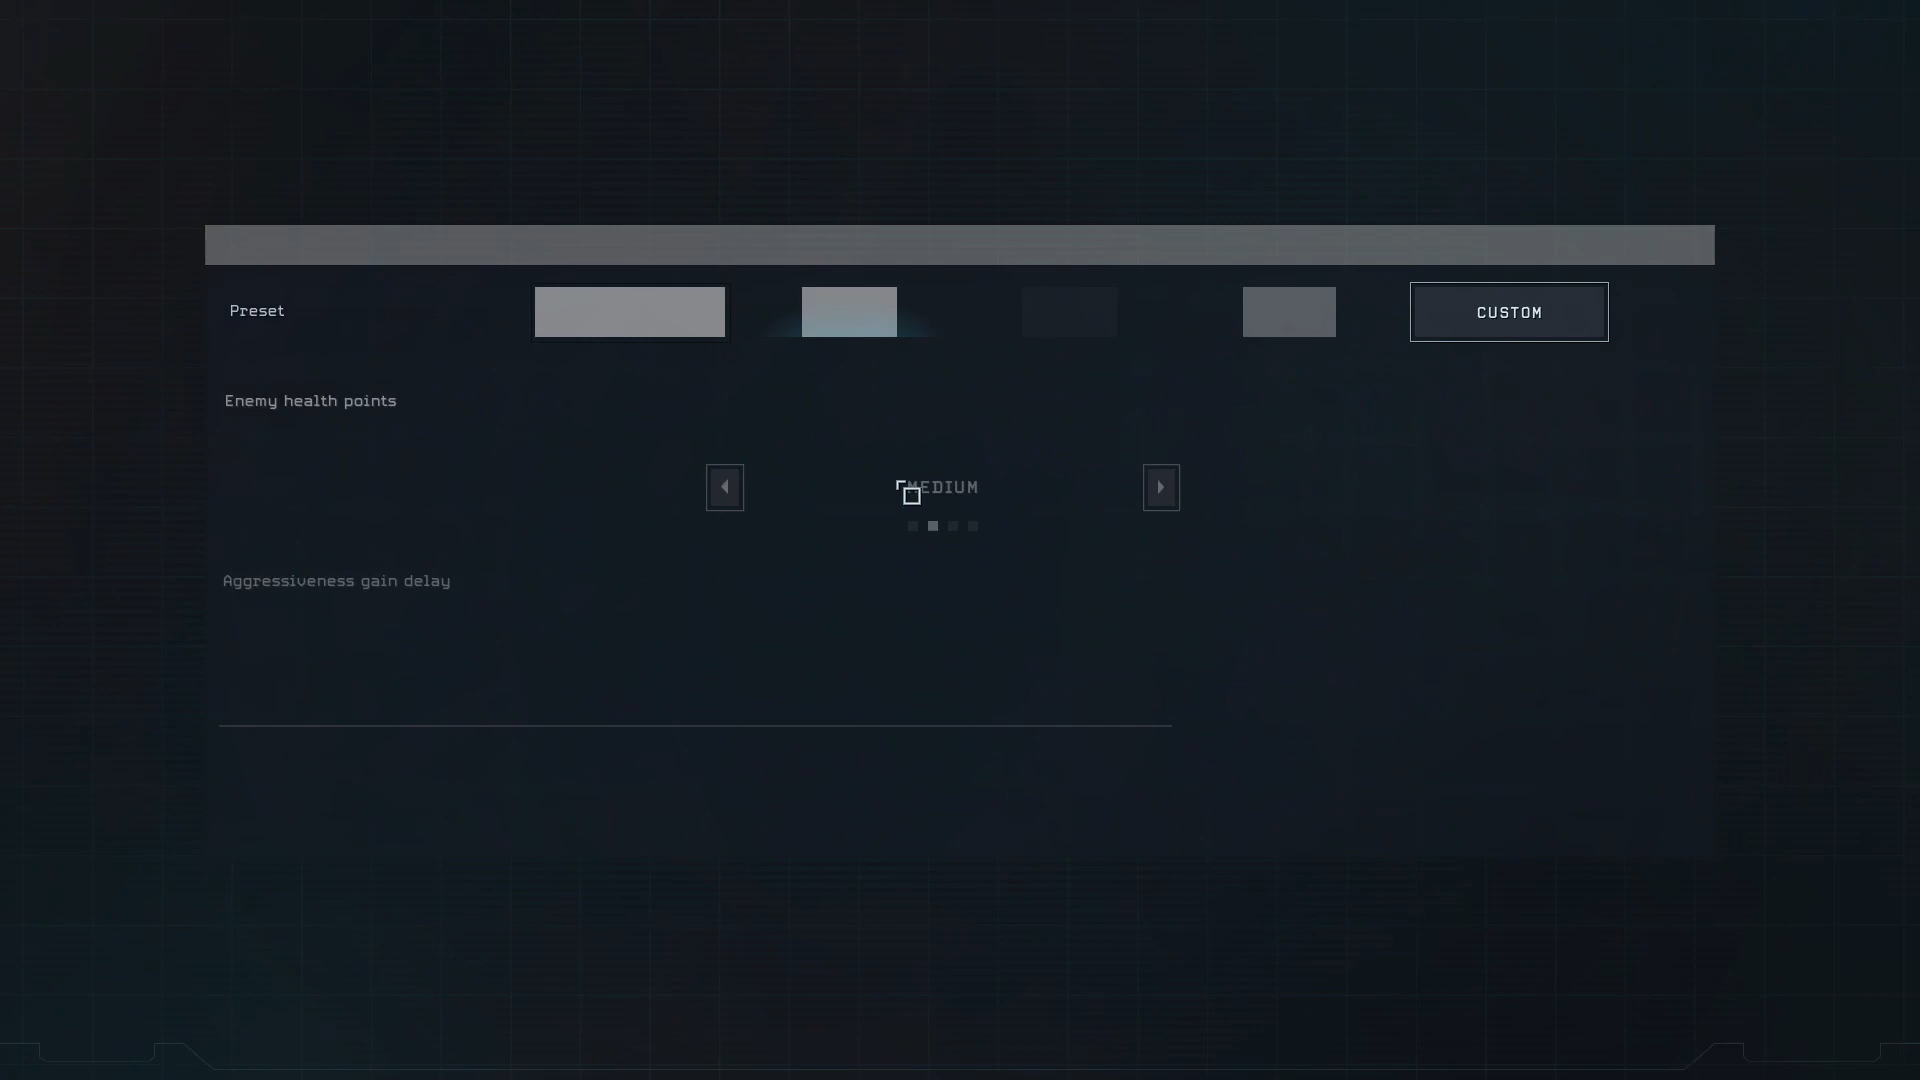 Preset
CUSTOM
Enemy health points
MEDIUM
Aggressiveness gain delay